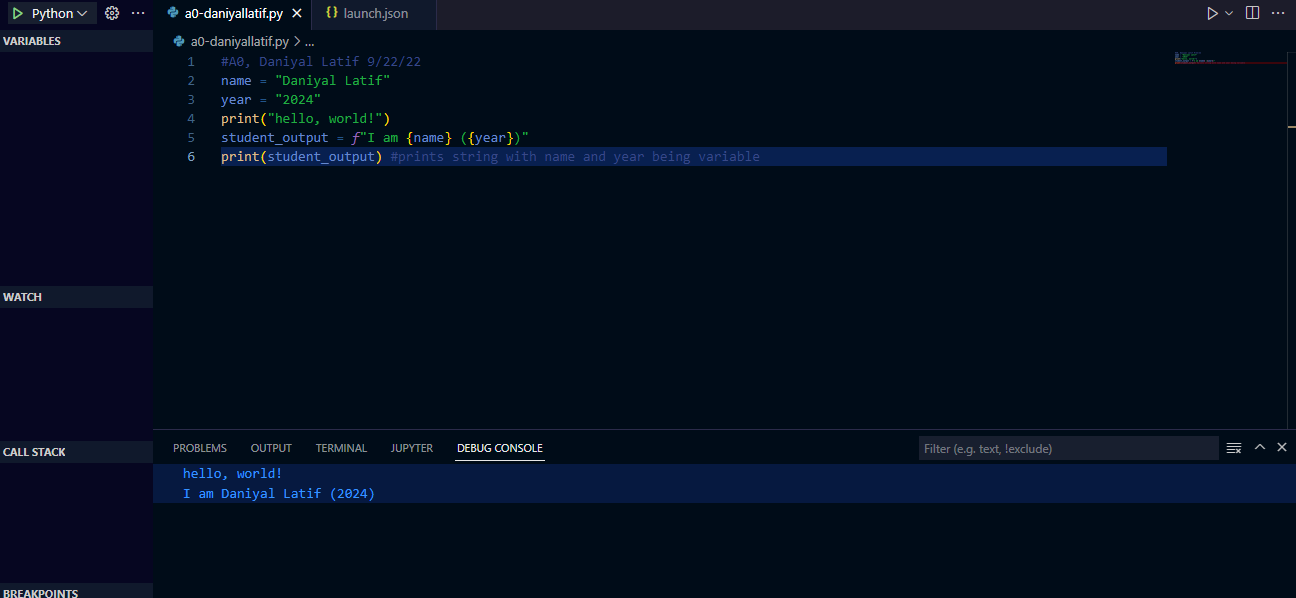 Python
a0-daniyallatif.py
launch.json
VARIABLES
a0-daniyallatif.py > ...
1 #A0, Daniyal Latif 9/22/22
2 name = "Daniyal Latif"
3 year = "2024"
4 print("hello, world!")
5 student_output = f"I am {name} ({year})"
6 print(student_output) #prints string with name and year being variable
WATCH
CALL STACK
PROBLEMS OUTPUT TERMINAL JUPYTER DEBUG CONSOLE
Filter (e.g. text, !exclude)
hello, world!
I am Daniyal Latif (2024)
BREAKPOINTS